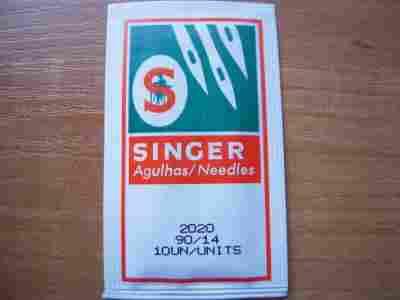 S
SINGER
Agulhas/Needles
2020
90/14
10UN/UNITS